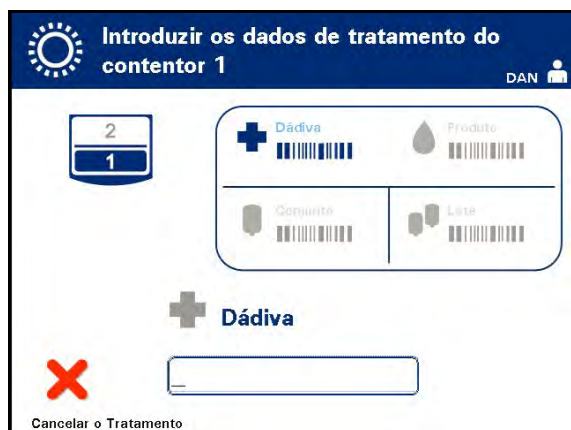 Introduzir os dados de tratamento do
contentor 1
DAN
2
1
Dádiva
Produto
Conjunto
Lote
Dádiva
_
Cancelar o Tratamento